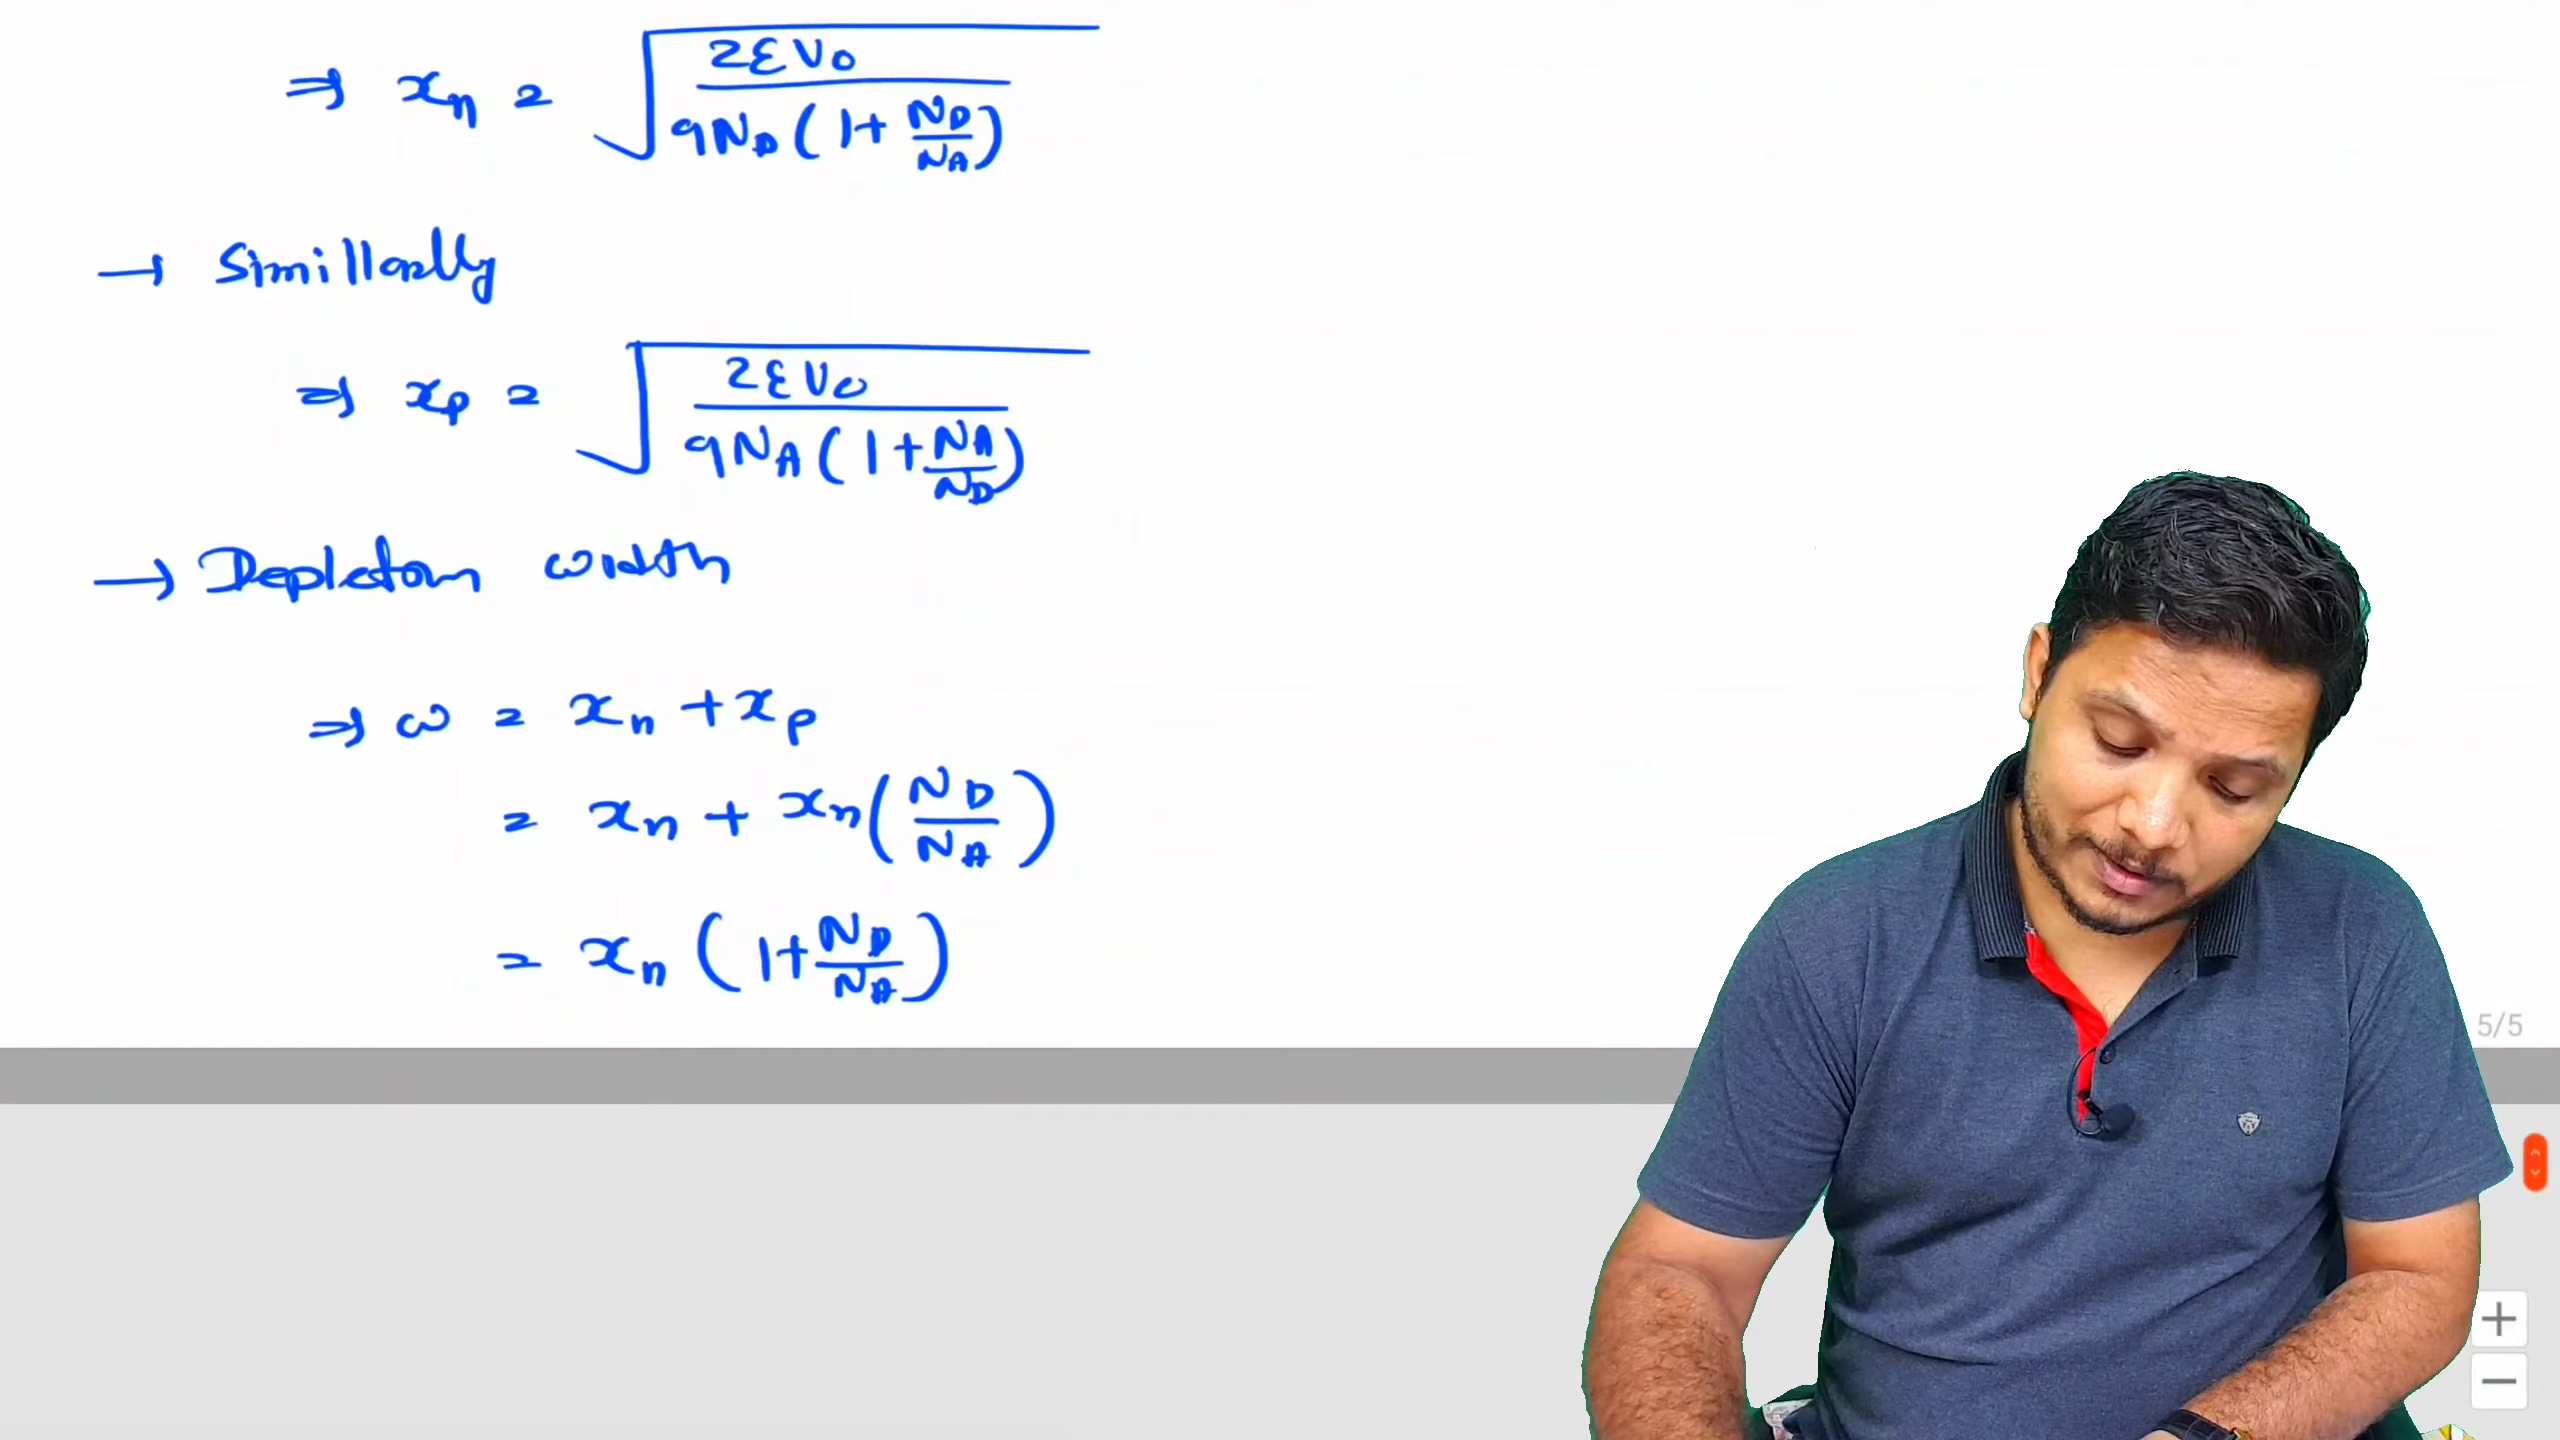 ⇒ xn = √(2εV0 / qND(1+ ND/NA))
→ Simillarlly
⇒ xp = √(2εV0 / qNA(1+ NA/ND))
→ Depletion width
⇒ ω = xn + xp
= xn + xn(ND/NA)
= xn (1+ ND/NA)
5/5